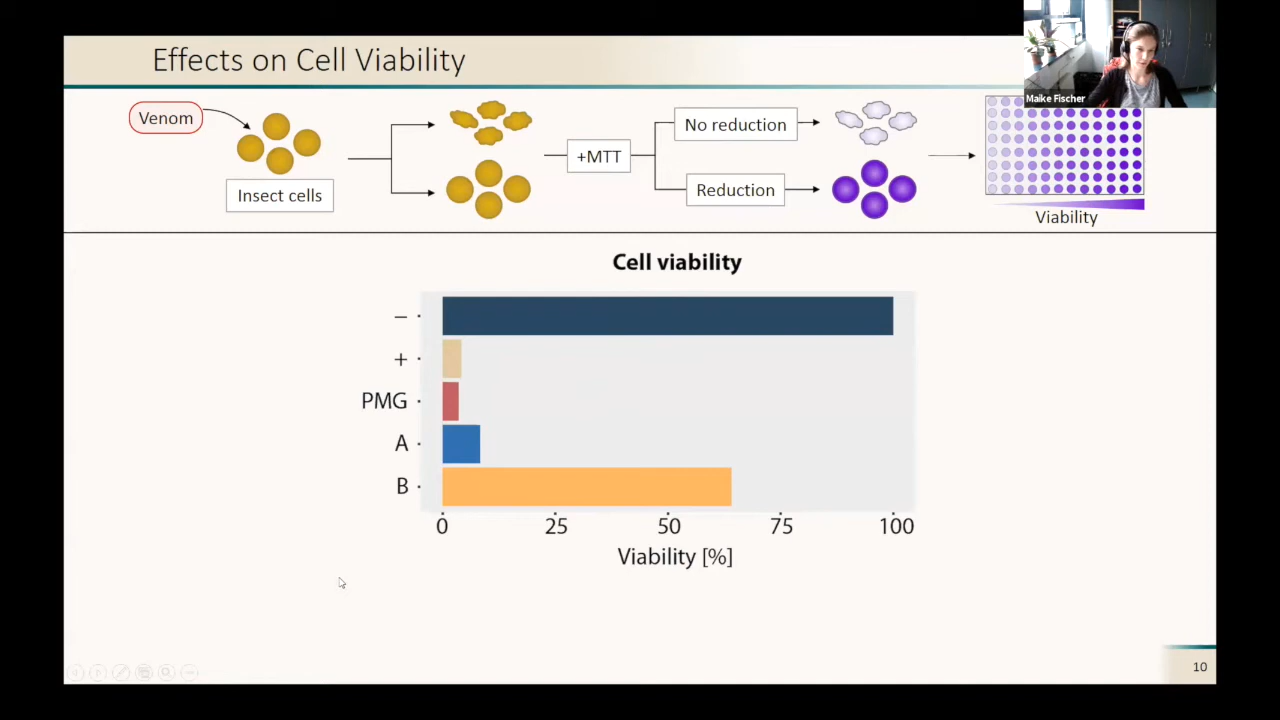 Effects on Cell Viability
Maike Fischer
Venom
Insect cells
+MTT
No reduction
Reduction
Viability
Cell viability
−
+
PMG
A
B
0 25 50 75 100
Viability [%]
10